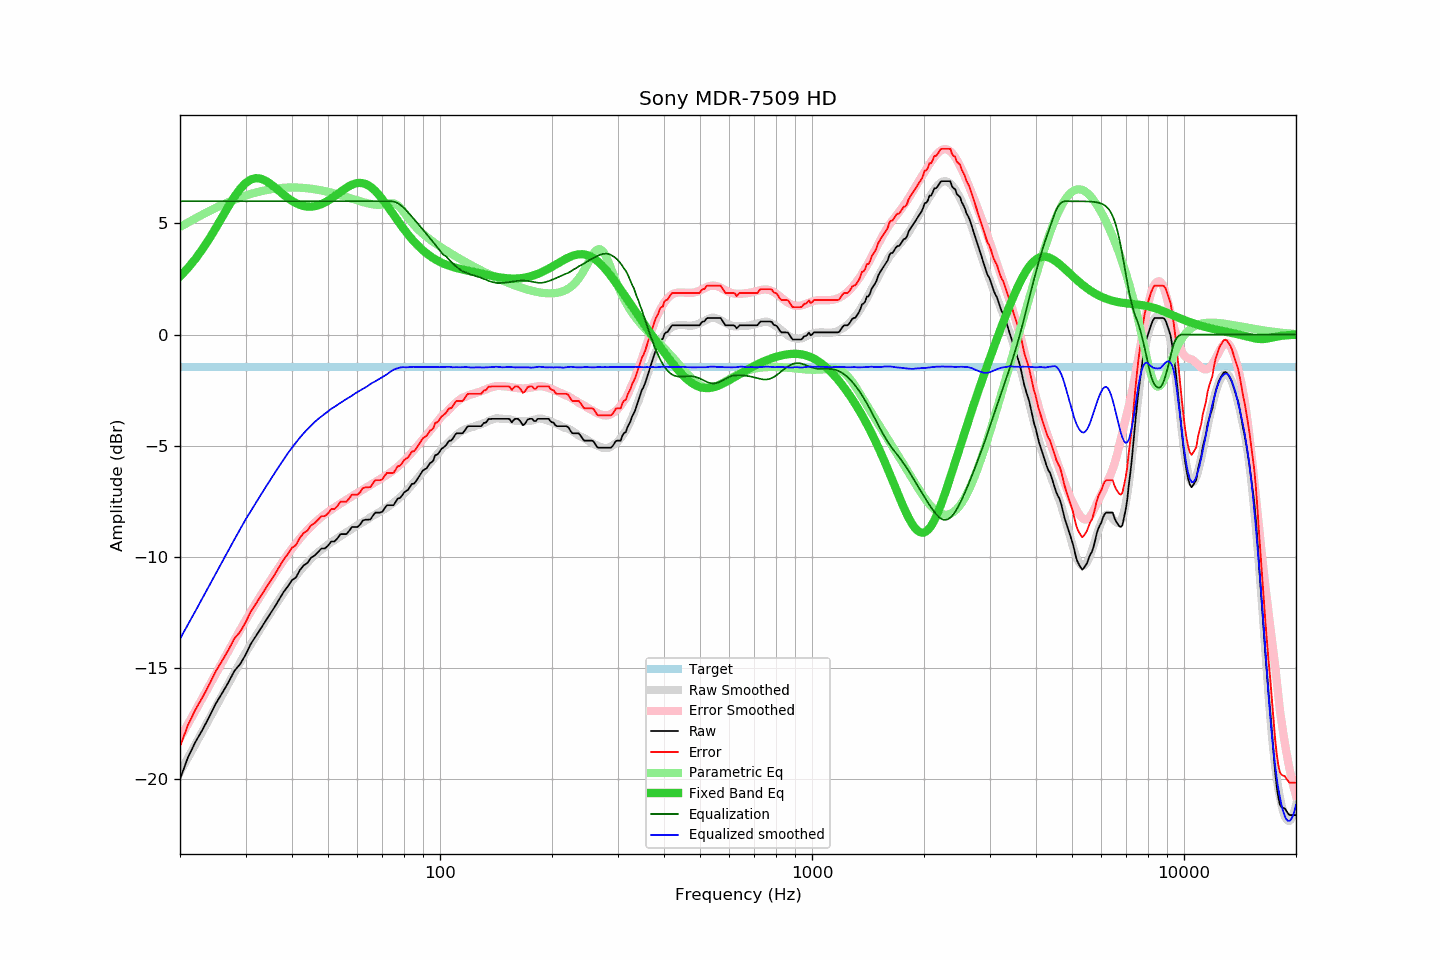 Sony MDR-7509 HD
5
0
−5
−10
−15
−20
Amplitude (dBr)
Target
Raw Smoothed
Error Smoothed
Raw
Error
Parametric Eq
Fixed Band Eq
Equalization
Equalized smoothed
100
1000
10000
Frequency (Hz)